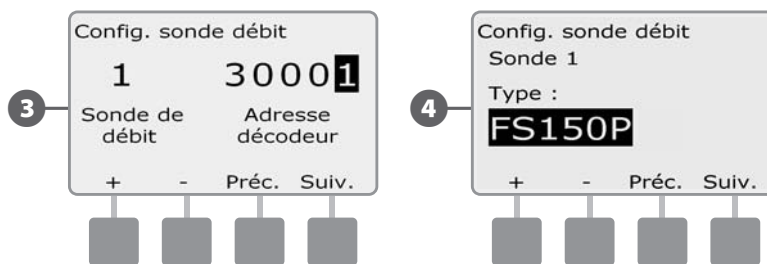 3
Config. sonde débit
1 30001
Sonde de débit
Adresse décodeur
+ - Préc. Suiv.
4
Config. sonde débit
Sonde 1
Type :
FS150P
+ - Préc. Suiv.